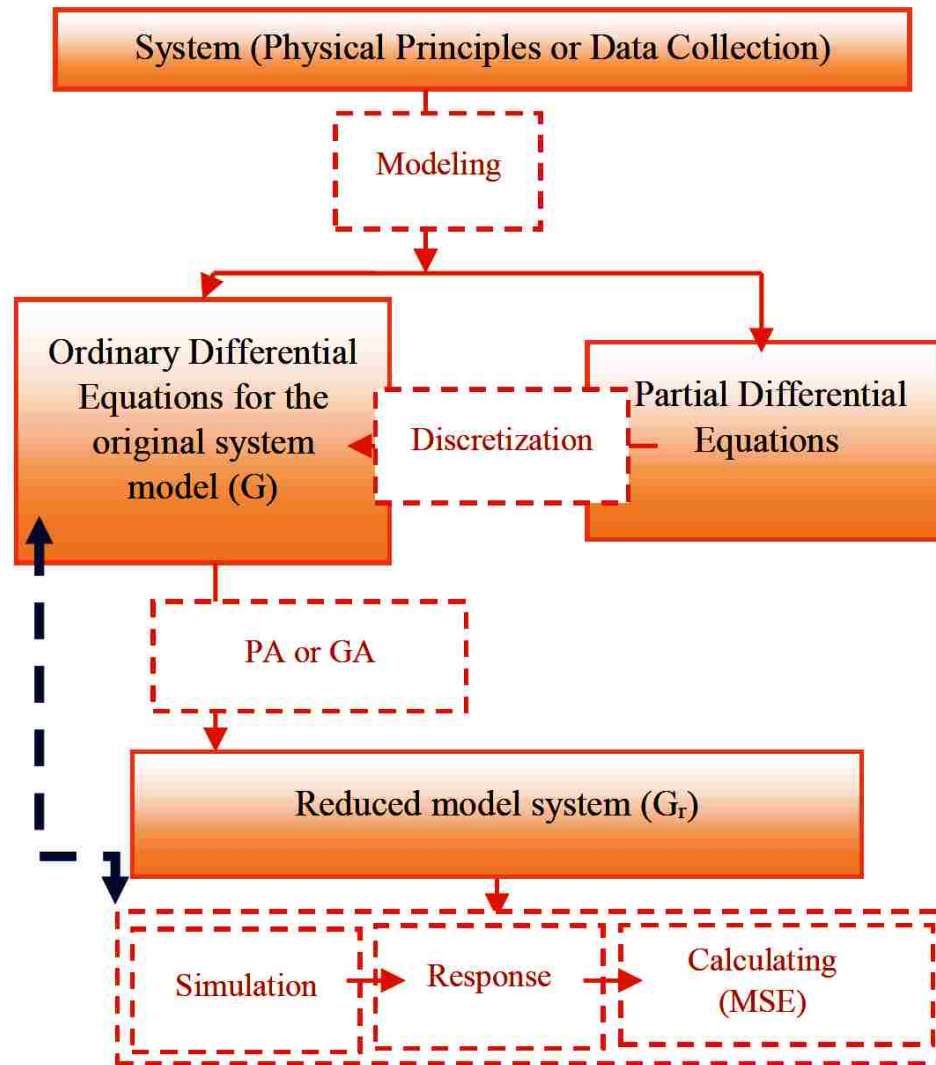 System (Physical Principles or Data Collection)
Modeling
Ordinary Differential
Equations for the
original system
model (G)
Discretization
Partial Differential
Equations
PA or GA
Reduced model system (Gᵣ)
Simulation
Response
Calculating
(MSE)